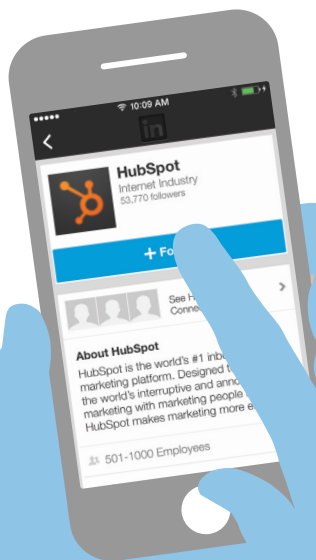 10:09 AM
in
HubSpot
Internet Industry
53,770 followers
+ Fo
See H
Conne
About HubSpot
HubSpot is the world's #1 inbo
marketing platform. Designed t
the world's interruptive and anno
marketing with marketing people
HubSpot makes marketing more e
501-1000 Employees